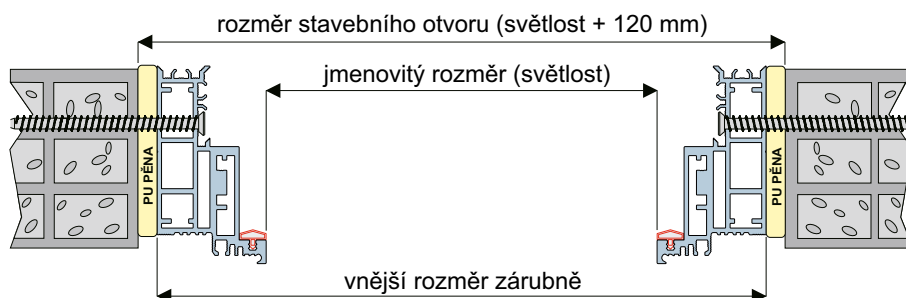 rozměr stavebního otvoru (světlost + 120 mm)
jmenovitý rozměr (světlost)
PU PĚNA
PU PĚNA
vnější rozměr zárubně